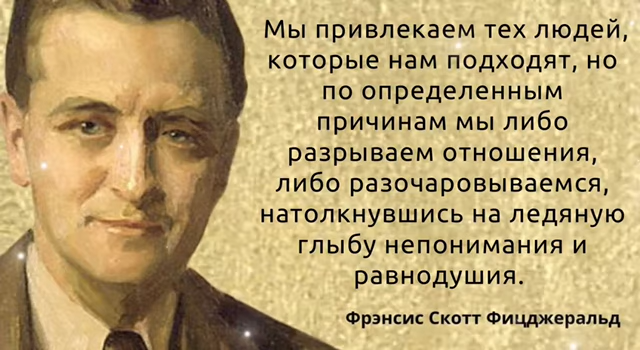 Мы привлекаем тех людей,
которые нам подходят, но
по определенным
причинам мы либо
разрываем отношения,
либо разочаровываемся,
натолкнувшись на ледяную
глыбу непонимания и
равнодушия.
Фрэнсис Скотт Фицджеральд